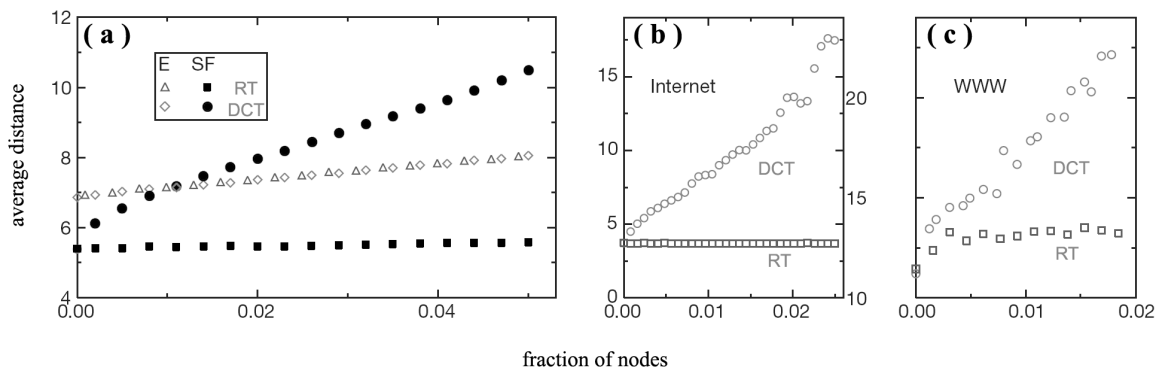 ( a )
E SF
RT
DCT
average distance
12
10
8
6
4
0.00 0.02 0.04
( b )
Internet
DCT
RT
15
10
5
0
0.00 0.01 0.02
20
15
10
( c )
WWW
DCT
RT
0.00 0.01 0.02
fraction of nodes